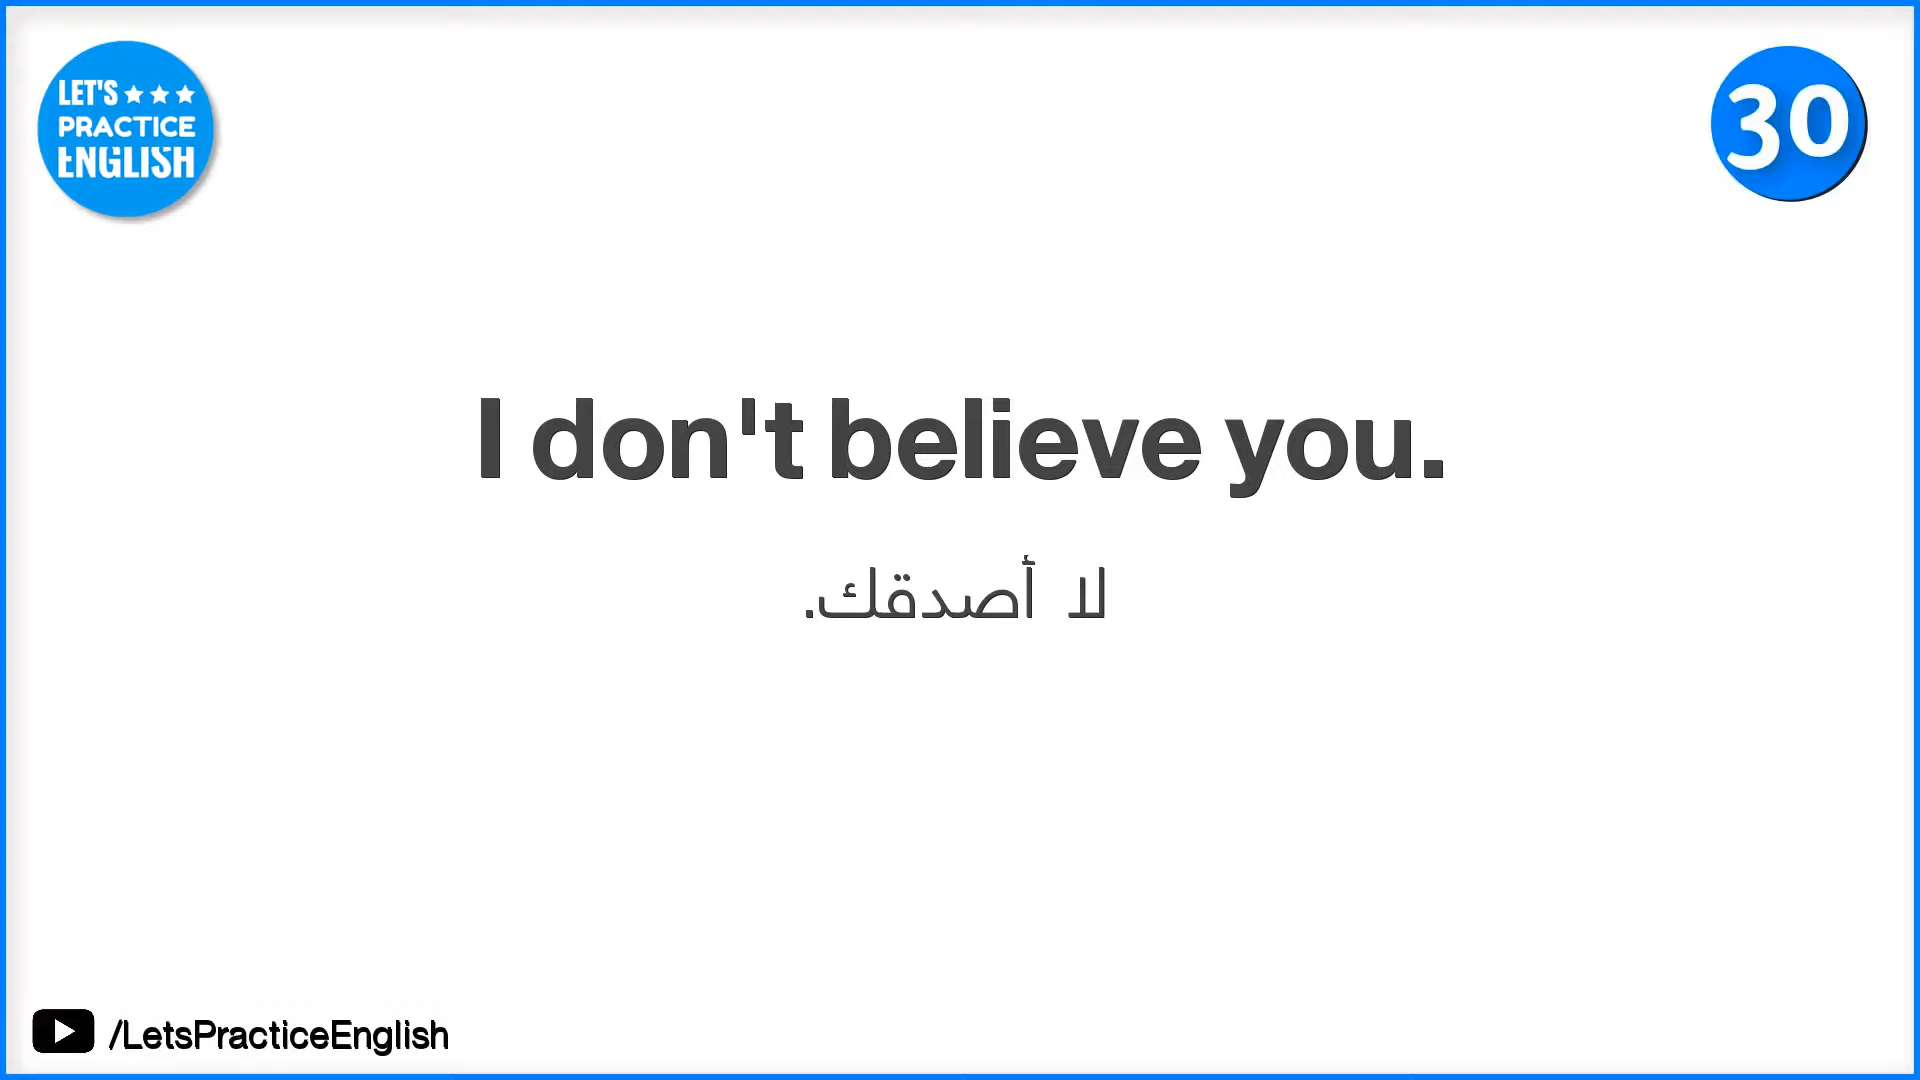 LET'S
PRACTICE
ENGLISH
30
I don't believe you.
لا أصدقك.
/LetsPracticeEnglish